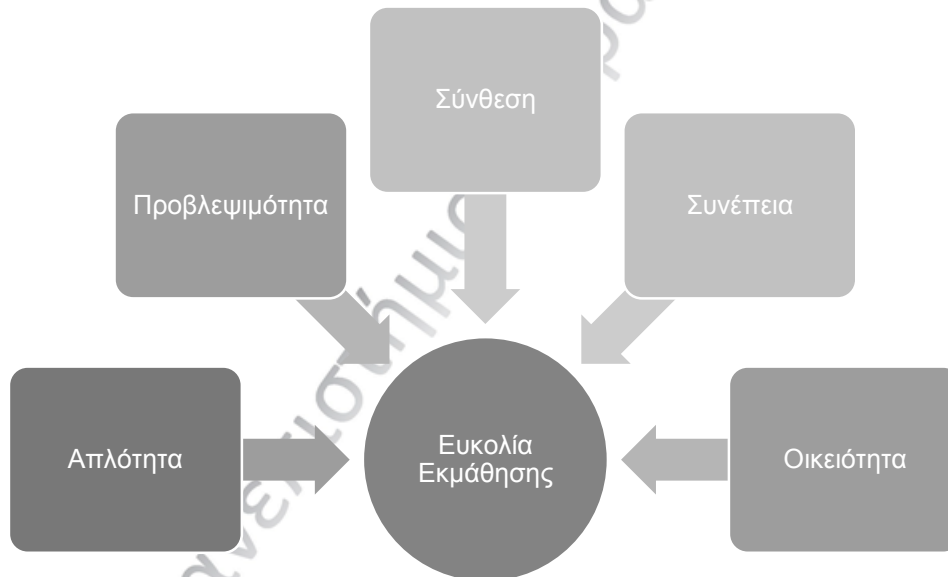 Σύνθεση
Προβλεψιμότητα
Συνέπεια
Απλότητα
Ευκολία
Εκμάθησης
Οικειότητα